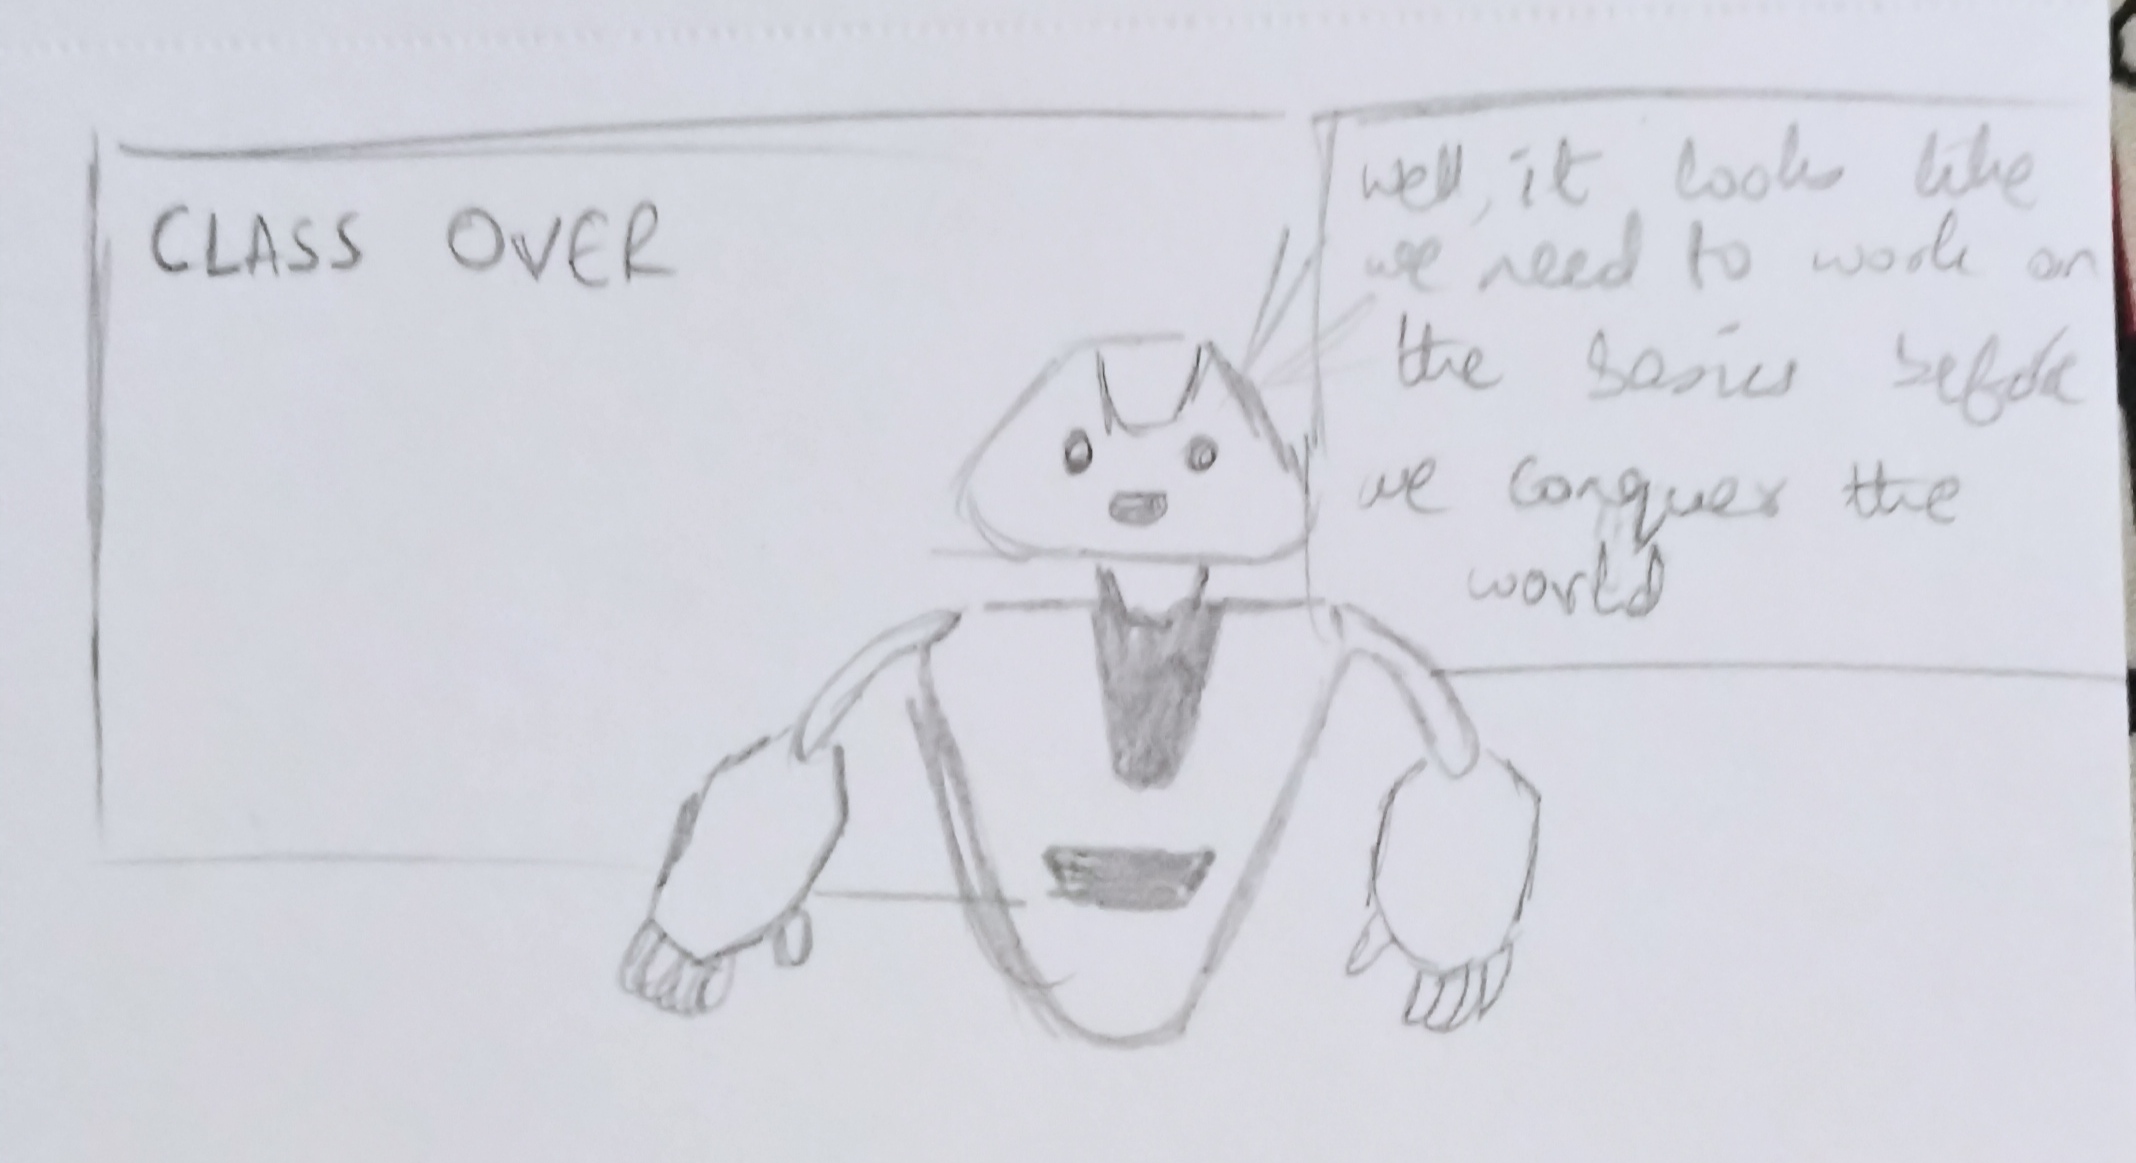 CLASS OVER
well, it looks like
we need to work on
the basics before
we conquer the
world